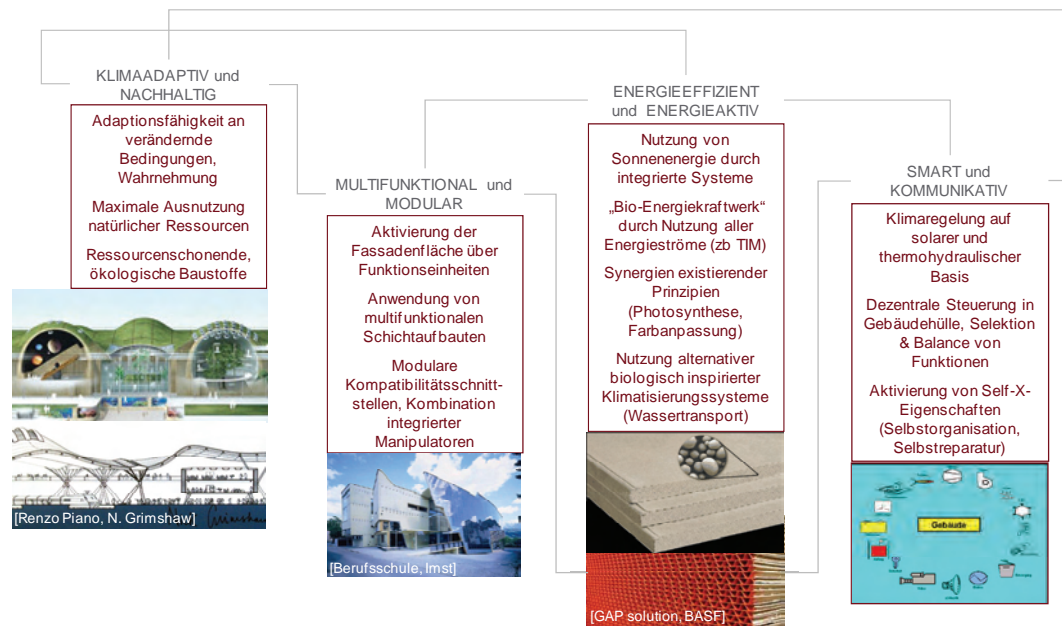 KLIMAADAPTIV und
NACHHALTIG
Adaptionsfähigkeit an
verändernde
Bedingungen,
Wahrnehmung
Maximale Ausnutzung
natürlicher Ressourcen
Ressourcenschonende,
ökologische Baustoffe
[Renzo Piano, N. Grimshaw]
MULTIFUNKTIONAL und
MODULAR
Aktivierung der
Fassadenfläche über
Funktionseinheiten
Anwendung von
multifunktionalen
Schichtaufbauten
Modulare
Kompatibilitätsschnitt-
stellen, Kombination
integrierter
Manipulatoren
[Berufsschule, Imst]
ENERGIEEFFIZIENT
und ENERGIEAKTIV
Nutzung von
Sonnenenergie durch
integrierte Systeme
„Bio-Energiekraftwerk“
durch Nutzung aller
Energieströme (zb TIM)
Synergien existierender
Prinzipien
(Photosynthese,
Farbanpassung)
Nutzung alternativer
biologisch inspirierter
Klimatisierungssysteme
(Wassertransport)
[GAP solution, BASF]
SMART und
KOMMUNIKATIV
Klimaregelung auf
solarer und
thermohydraulischer
Basis
Dezentrale Steuerung in
Gebäudehülle, Selektion
& Balance von
Funktionen
Aktivierung von Self-X-
Eigenschaften
(Selbstorganisation,
Selbstreparatur)
Gebäude